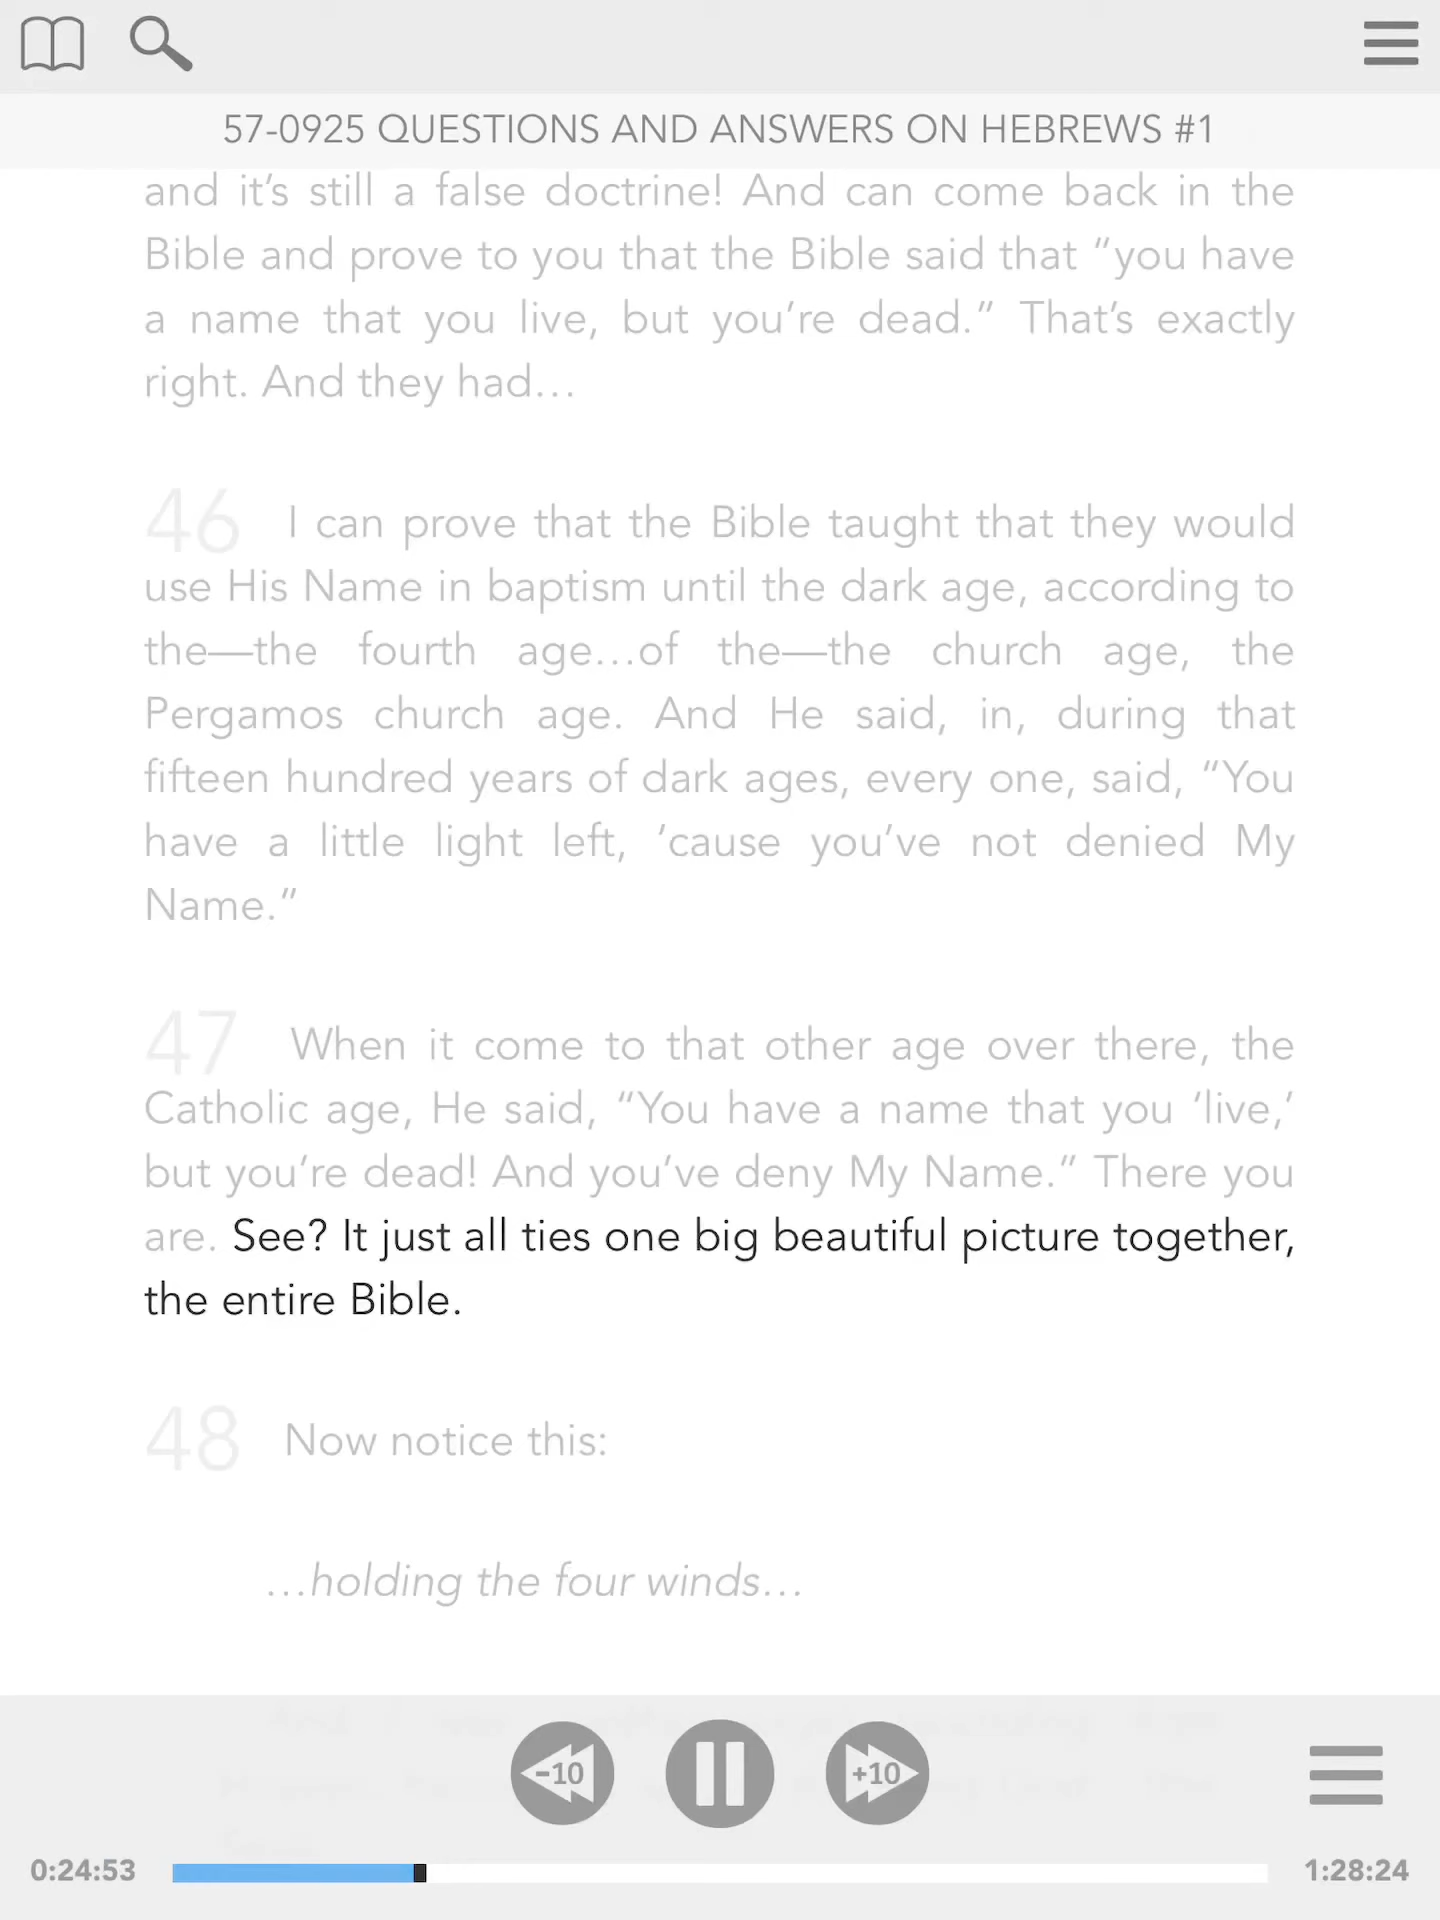 57-0925 QUESTIONS AND ANSWERS ON HEBREWS #1
and it’s still a false doctrine! And can come back in the
Bible and prove to you that the Bible said that “you have
a name that you live, but you’re dead.” That’s exactly
right. And they had…
46 I can prove that the Bible taught that they would
use His Name in baptism until the dark age, according to
the—the fourth age…of the—the church age, the
Pergamos church age. And He said, in, during that
fifteen hundred years of dark ages, every one, said, “You
have a little light left, ’cause you’ve not denied My
Name.”
47 When it come to that other age over there, the
Catholic age, He said, “You have a name that you ‘live,’
but you’re dead! And you’ve deny My Name.” There you
are. See? It just all ties one big beautiful picture together,
the entire Bible.
48 Now notice this:
…holding the four winds…
-10
+10
0:24:53
1:28:24